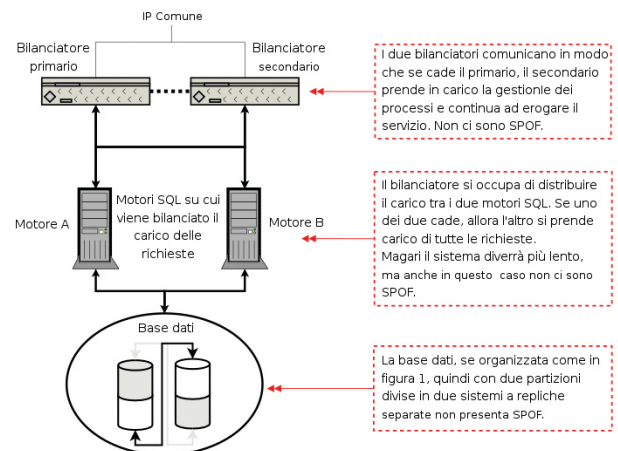 IP Comune
Bilanciatore
primario
Bilanciatore
secondario
I due bilanciatori comunicano in modo
che se cade il primario, il secondario
prende in carico la gestionle dei
processi e continua ad erogare il
servizio. Non ci sono SPOF.
Motore A
Motori SQL su cui
viene bilanciato il
carico delle
richieste
Motore B
Il bilanciatore si occupa di distribuire
il carico tra i due motori SQL. Se uno
dei due cade, allora l'altro si prende
carico di tutte le richieste.
Magari il sistema diverrà più lento,
ma anche in questo caso non ci sono
SPOF.
Base dati
La base dati, se organizzata come in
figura 1, quindi con due partizioni
divise in due sistemi a repliche
separate non presenta SPOF.